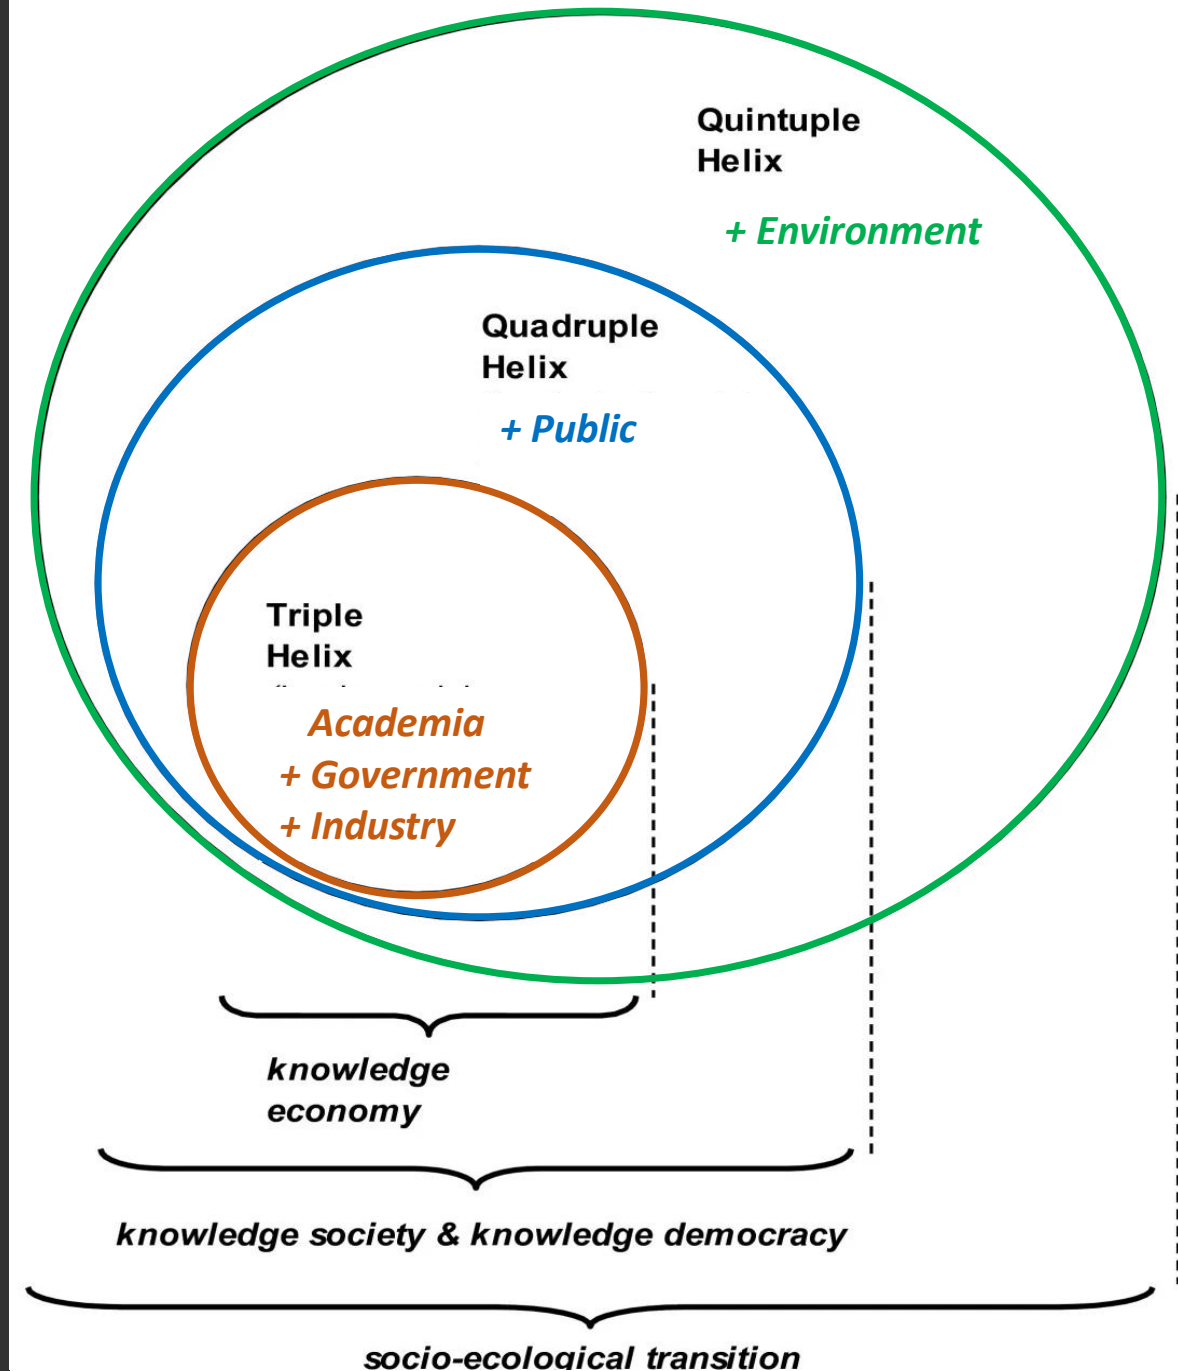 Quintuple
Helix
+ Environment
Quadruple
Helix
+ Public
Triple
Helix
Academia
+ Government
+ Industry
knowledge
economy
knowledge society & knowledge democracy
socio-ecological transition